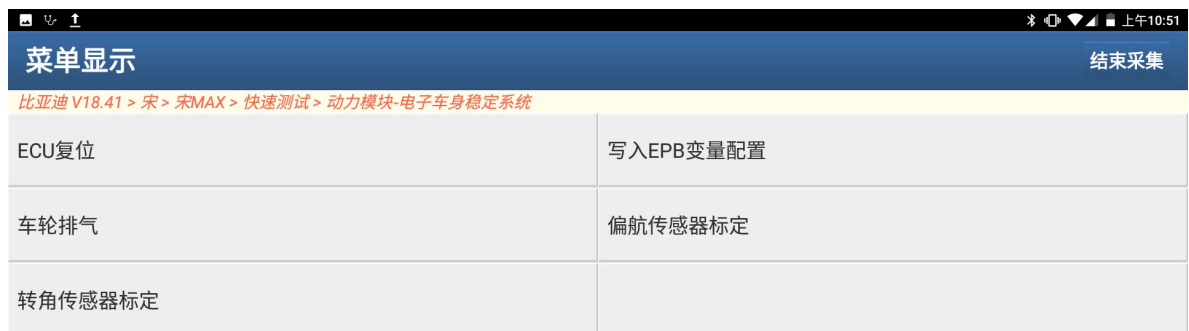 上午10:51
菜单显示
结束采集
比亚迪 V18.41 > 宋 > 宋MAX > 快速测试 > 动力模块-电子车身稳定系统
ECU复位
写入EPB变量配置
车轮排气
偏航传感器标定
转角传感器标定